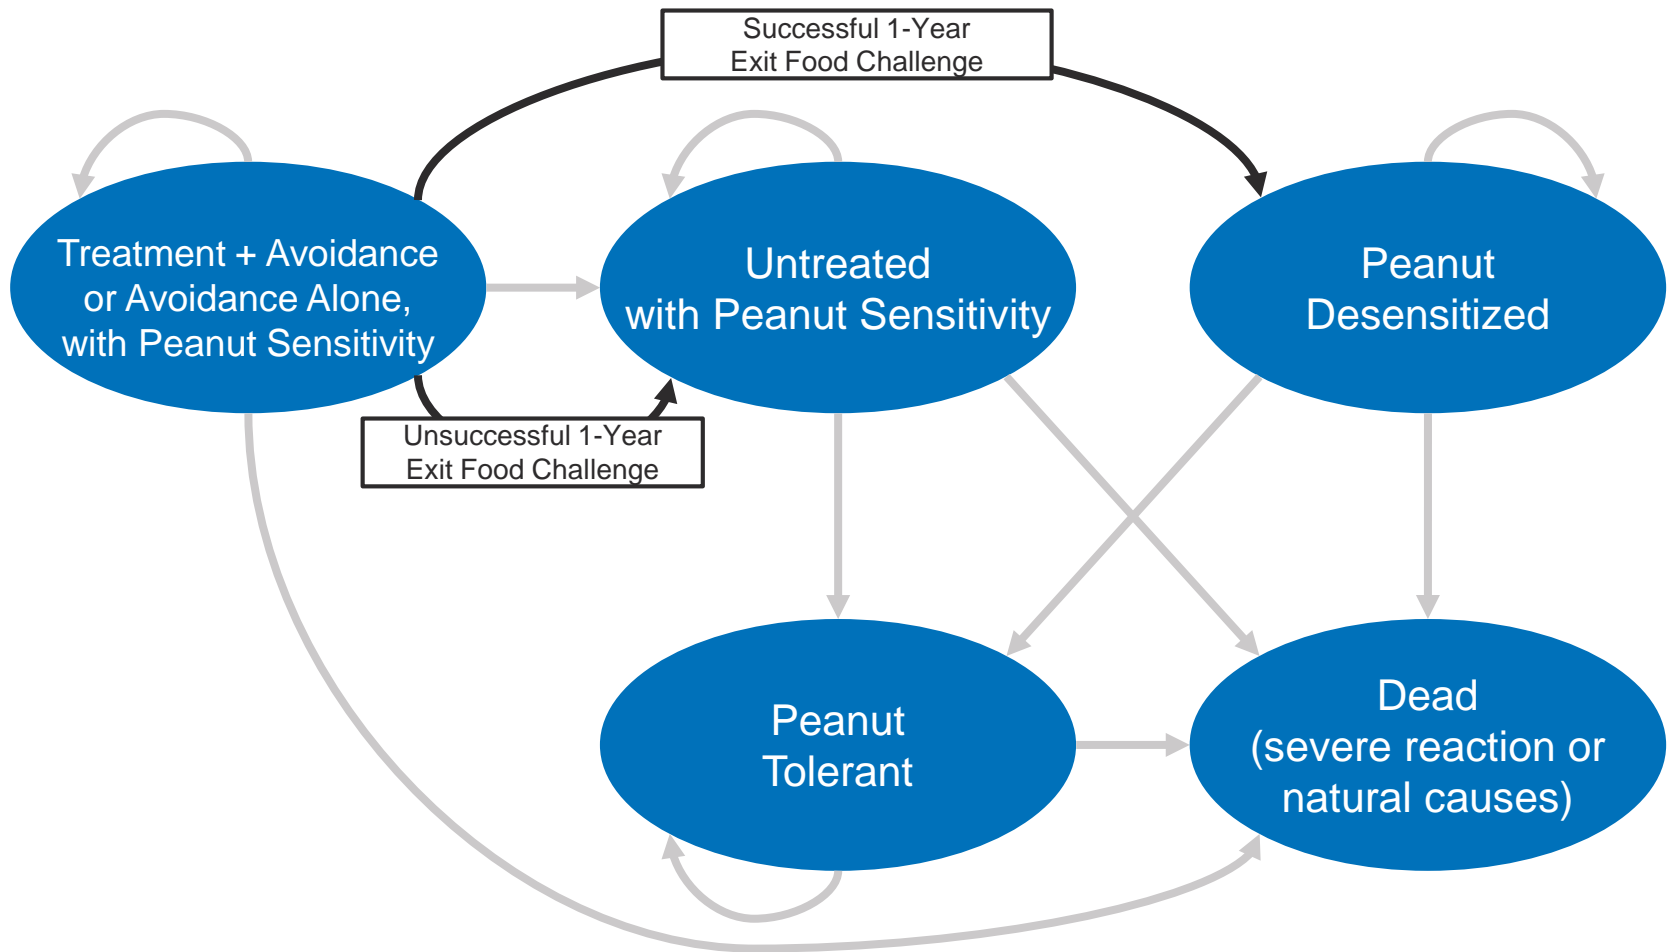 Successful 1-Year
Exit Food Challenge
Treatment + Avoidance
or Avoidance Alone,
with Peanut Sensitivity
Untreated
with Peanut Sensitivity
Peanut
Desensitized
Unsuccessful 1-Year
Exit Food Challenge
Peanut
Tolerant
Dead
(severe reaction or
natural causes)